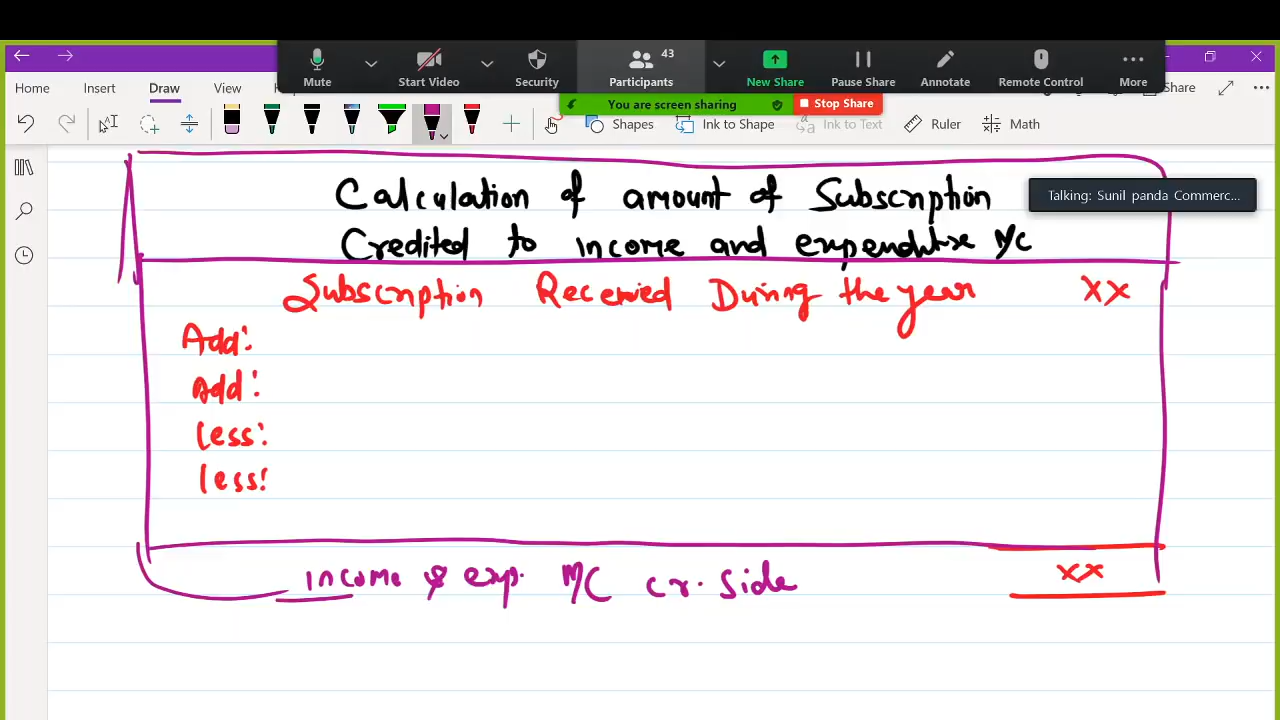 Mute
Start Video
Security
Participants
43
New Share
Pause Share
Annotate
Remote Control
More
You are screen sharing
Stop Share
Home
Insert
Draw
View
Share
Shapes
Ink to Shape
Ink to Text
Ruler
Math
Talking: Sunil panda Commerc...
Calculation of amount of Subscription
Credited to income and expenditure A/C
Subscription Received During the year XX
Add:
Add:
Less:
Less:
income & exp. A/C cr. side XX